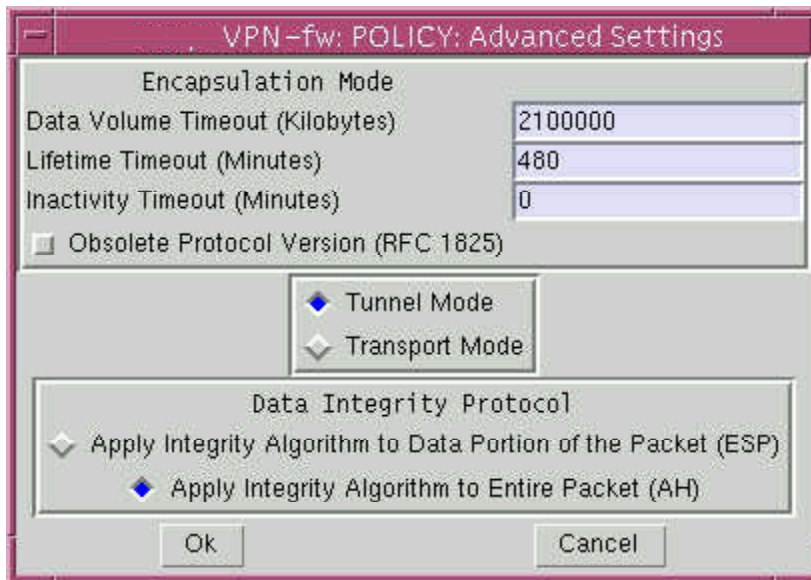 VPN-fw: POLICY: Advanced Settings
Encapsulation Mode
Data Volume Timeout (Kilobytes) 2100000
Lifetime Timeout (Minutes) 480
Inactivity Timeout (Minutes) 0
Obsolete Protocol Version (RFC 1825)
Tunnel Mode
Transport Mode
Data Integrity Protocol
Apply Integrity Algorithm to Data Portion of the Packet (ESP)
Apply Integrity Algorithm to Entire Packet (AH)
Ok Cancel